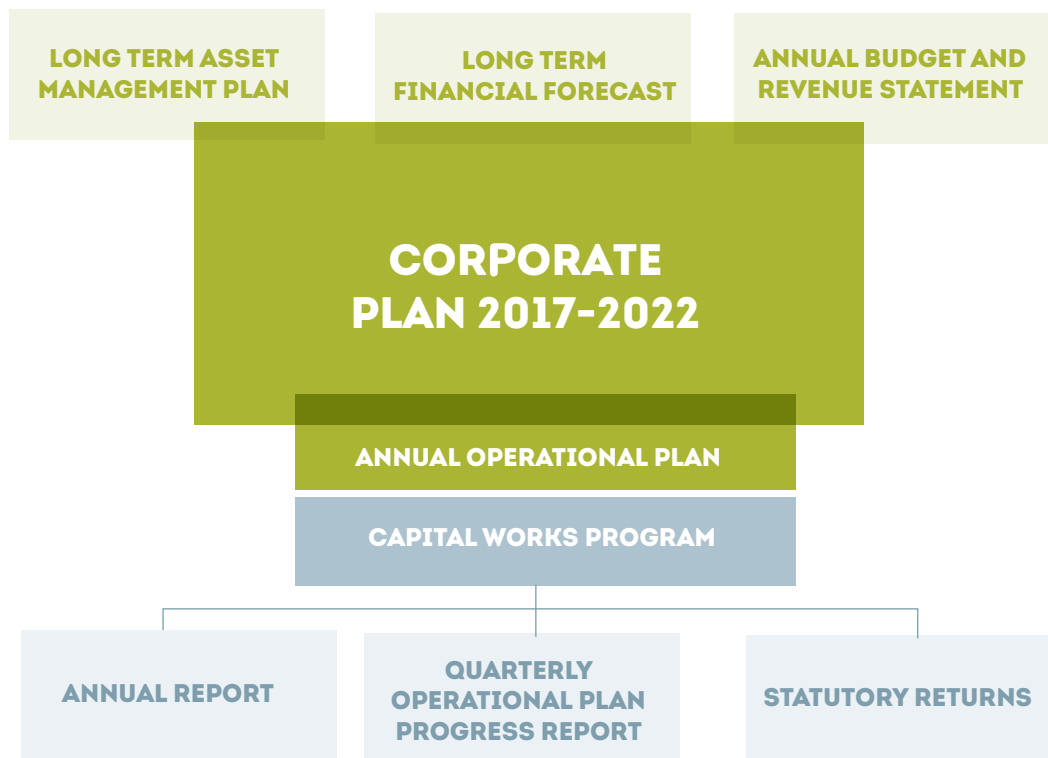 LONG TERM ASSET
MANAGEMENT PLAN
LONG TERM
FINANCIAL FORECAST
ANNUAL BUDGET AND
REVENUE STATEMENT
CORPORATE
PLAN 2017-2022
ANNUAL OPERATIONAL PLAN
CAPITAL WORKS PROGRAM
ANNUAL REPORT
QUARTERLY
OPERATIONAL PLAN
PROGRESS REPORT
STATUTORY RETURNS